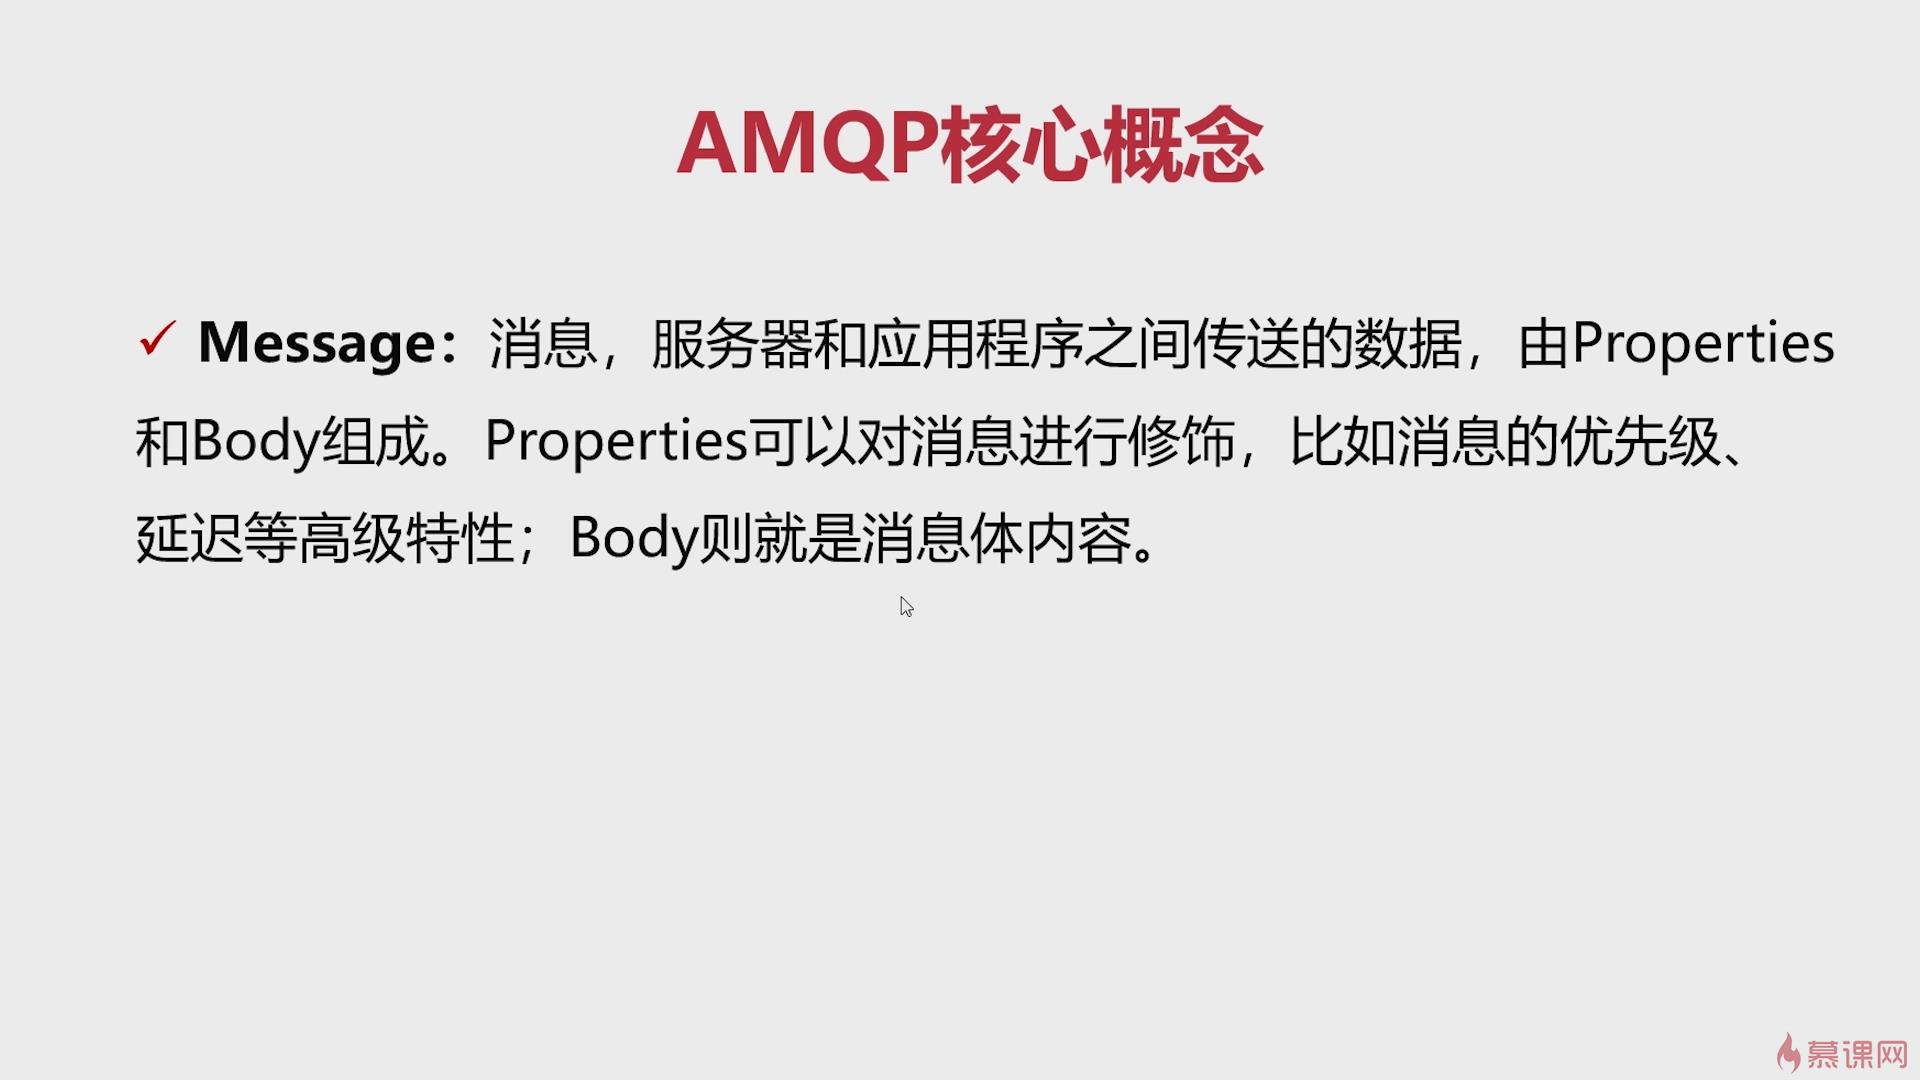 AMQP核心概念
Message：消息，服务器和应用程序之间传送的数据，由Properties
和Body组成。Properties可以对消息进行修饰，比如消息的优先级、
延迟等高级特性；Body则就是消息体内容。
慕课网